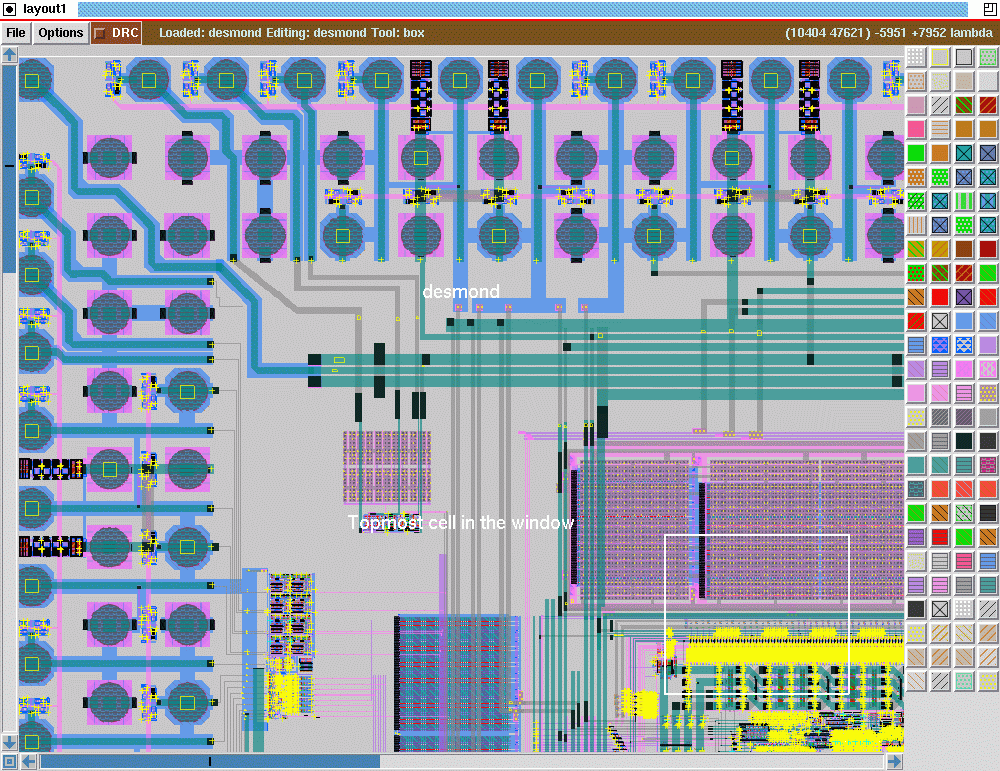 layout1
File Options DRC Loaded: desmond Editing: desmond Tool: box (10404 47621) -5951 +7952 lambda
desmond
Topmost cell in the window